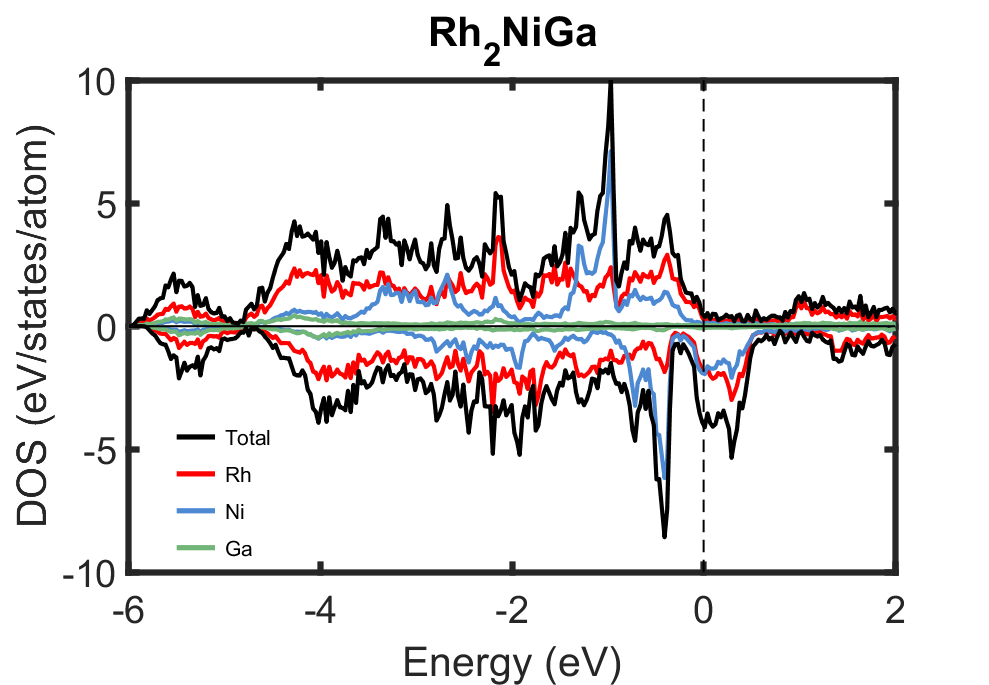 Rh2NiGa
DOS (eV/states/atom)
10
5
0
-5
-10
Total
Rh
Ni
Ga
-6 -4 -2 0 2
Energy (eV)